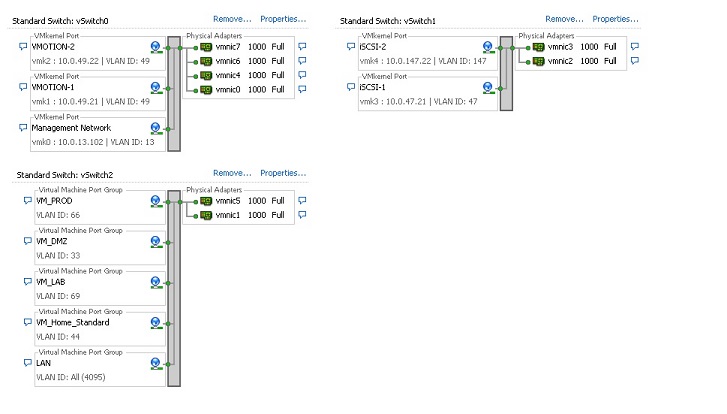 Standard Switch: vSwitch0
Remove... Properties...
VMkernel Port
VMOTION-2
vmk2 : 10.0.49.22 | VLAN ID: 49
VMkernel Port
VMOTION-1
vmk1 : 10.0.49.21 | VLAN ID: 49
VMkernel Port
Management Network
vmk0 : 10.0.13.102 | VLAN ID: 13
Physical Adapters
vmnic7 1000 Full
vmnic6 1000 Full
vmnic4 1000 Full
vmnic0 1000 Full
Standard Switch: vSwitch1
Remove... Properties...
VMkernel Port
iSCSI-2
vmk4 : 10.0.147.22 | VLAN ID: 147
VMkernel Port
iSCSI-1
vmk3 : 10.0.47.21 | VLAN ID: 47
Physical Adapters
vmnic3 1000 Full
vmnic2 1000 Full
Standard Switch: vSwitch2
Remove... Properties...
Virtual Machine Port Group
VM_PROD
VLAN ID: 66
Virtual Machine Port Group
VM_DMZ
VLAN ID: 33
Virtual Machine Port Group
VM_LAB
VLAN ID: 69
Virtual Machine Port Group
VM_Home_Standard
VLAN ID: 44
Virtual Machine Port Group
LAN
VLAN ID: All (4095)
Physical Adapters
vmnic5 1000 Full
vmnic1 1000 Full